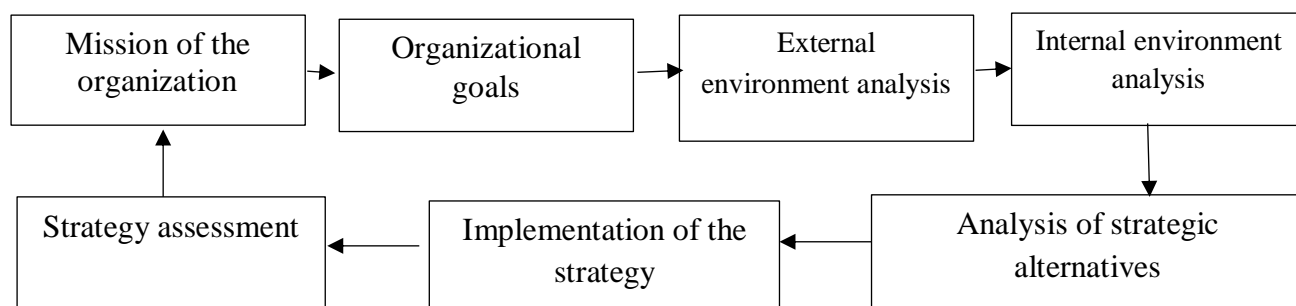 Mission of the
organization
Organizational
goals
External
environment analysis
Internal environment
analysis
Analysis of strategic
alternatives
Implementation of the
strategy
Strategy assessment